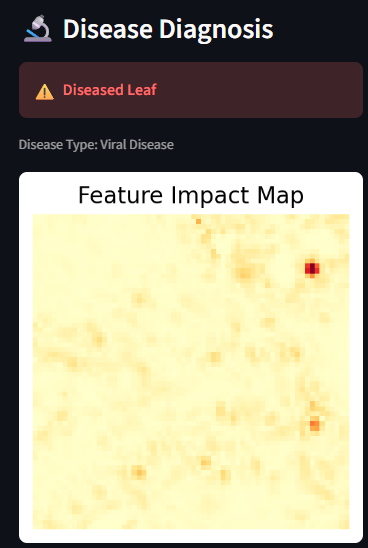 Disease Diagnosis
Diseased Leaf
Disease Type: Viral Disease
Feature Impact Map